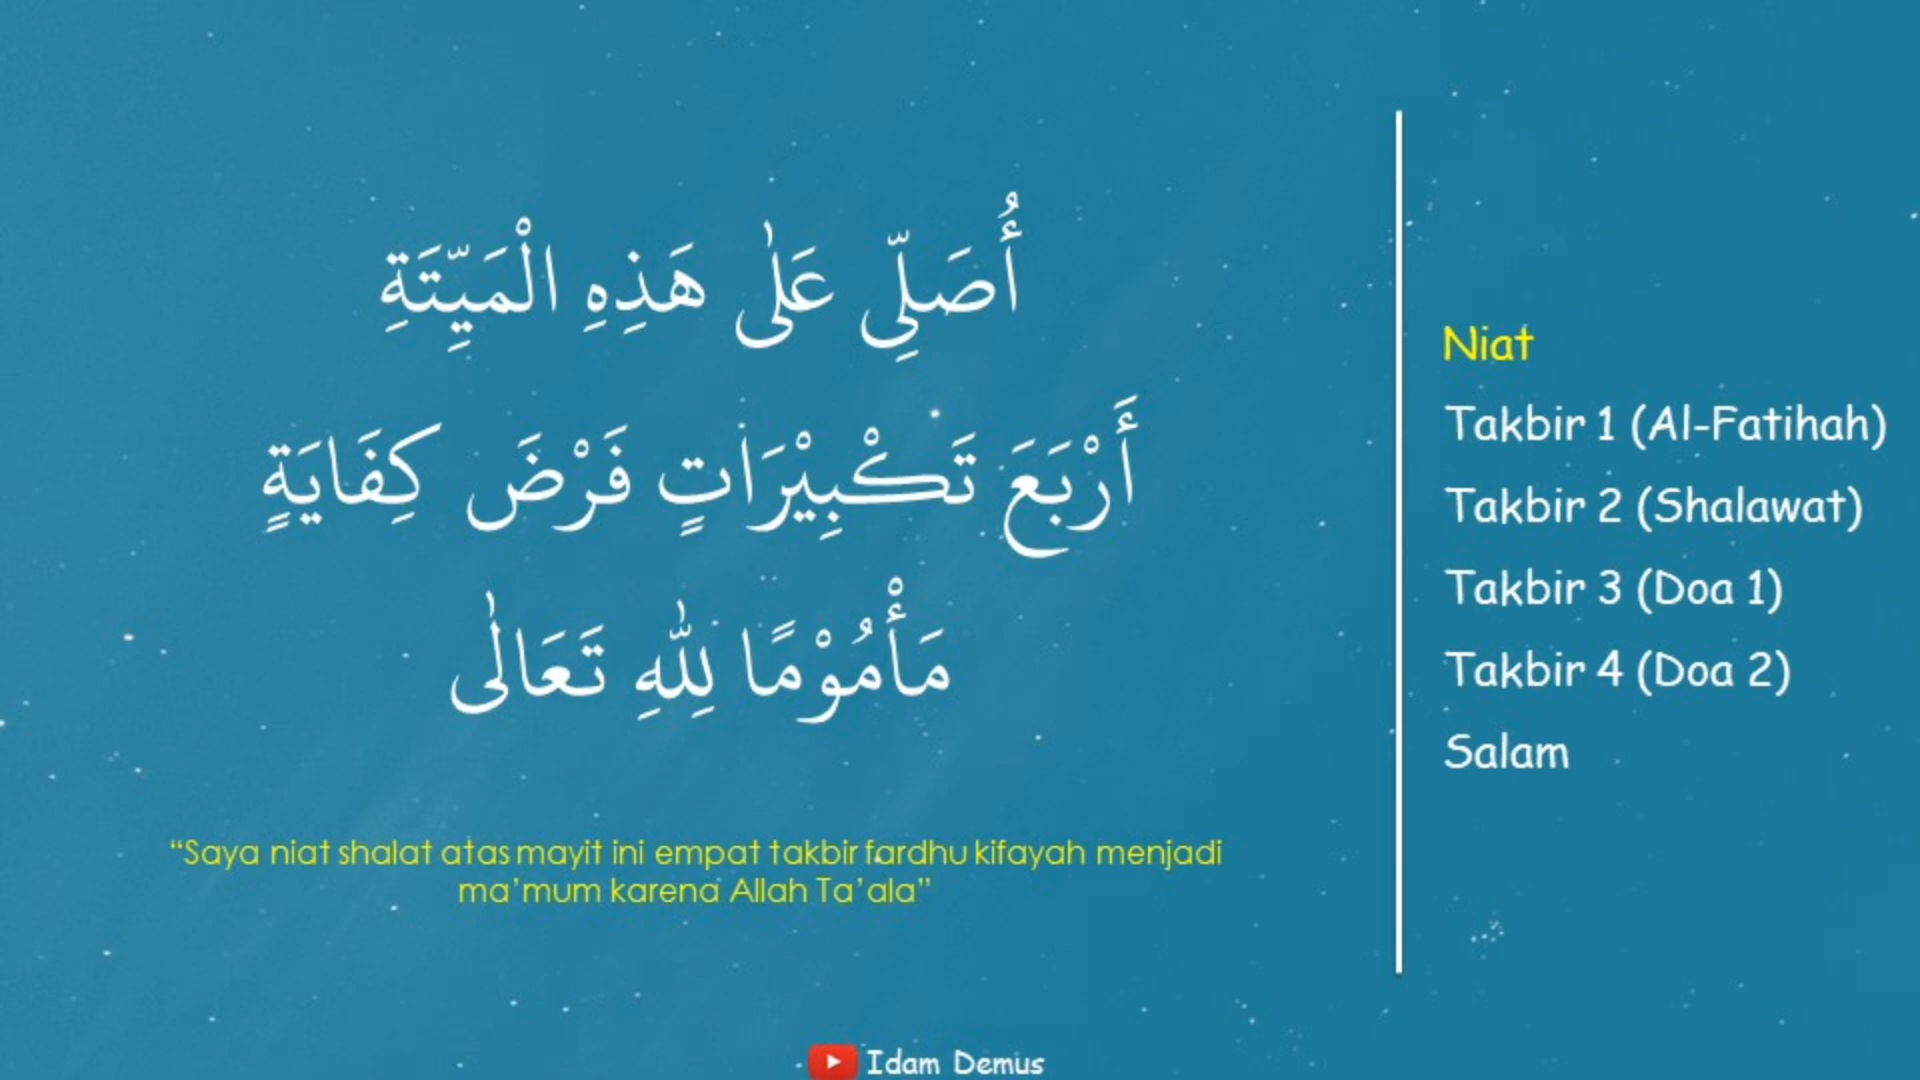 أُصَلِّى عَلٰى هَذِهِ الْمَيِّتَةِ
أَرْبَعَ تَكْبِيْرَاتٍ فَرْضَ كِفَايَةٍ
مَأْمُوْمًا لِلّٰهِ تَعَالٰى
“Saya niat shalat atas mayit ini empat takbir fardhu kifayah menjadi
ma’mum karena Allah Ta’ala”
Niat
Takbir 1 (Al-Fatihah)
Takbir 2 (Shalawat)
Takbir 3 (Doa 1)
Takbir 4 (Doa 2)
Salam
Idam Demus